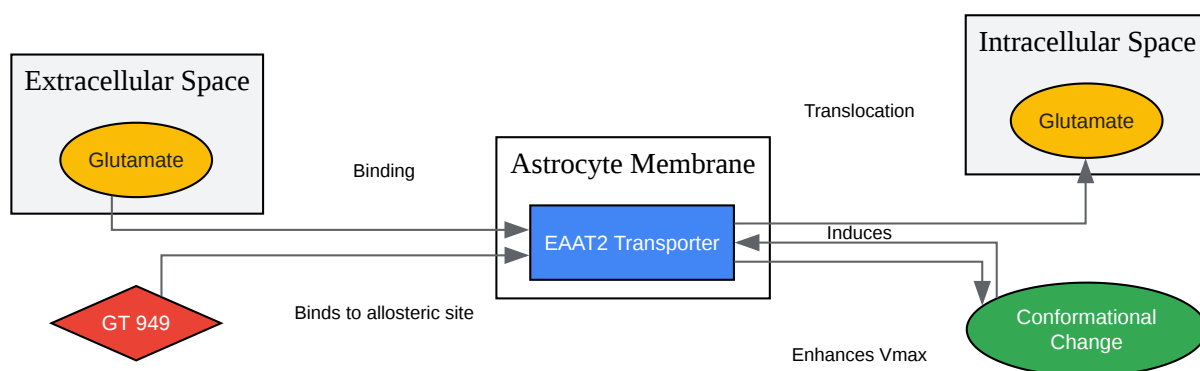 Extracellular Space
Glutamate
Binding
Astrocyte Membrane
EAAT2 Transporter
Translocation
Intracellular Space
Glutamate
Induces
GT 949
Binds to allosteric site
Enhances Vmax
Conformational
Change